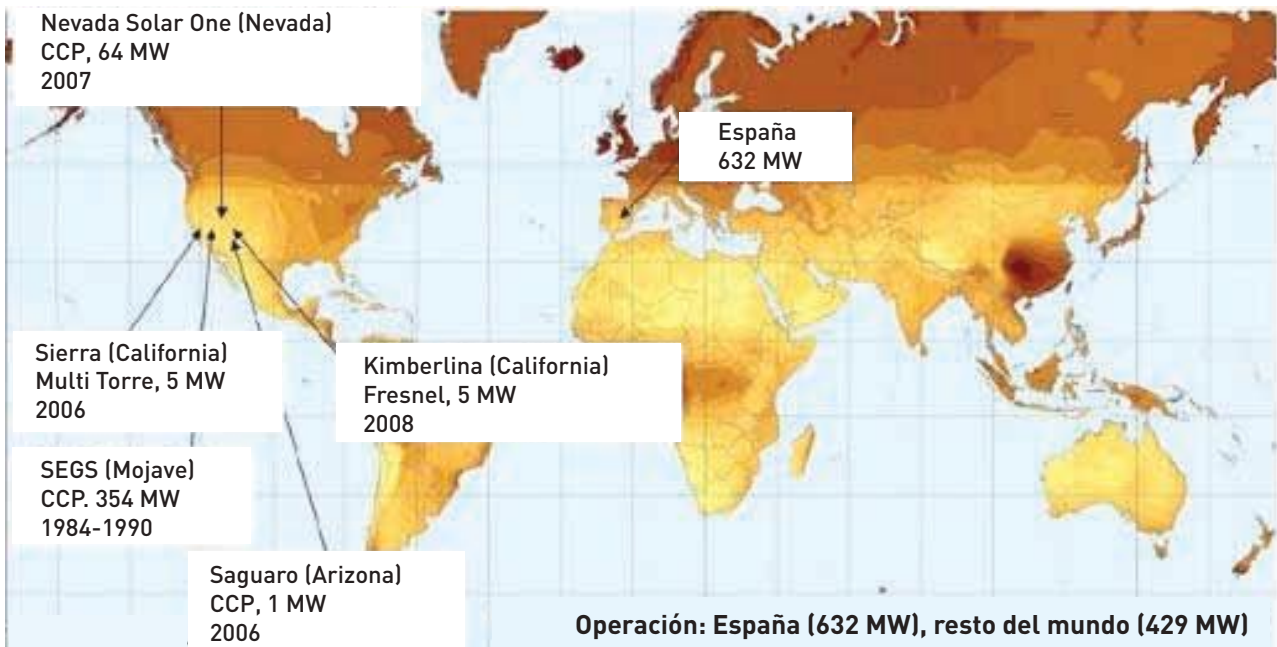 Nevada Solar One (Nevada)
CCP, 64 MW
2007
España
632 MW
Sierra (California)
Multi Torre, 5 MW
2006
Kimberlina (California)
Fresnel, 5 MW
2008
SEGS (Mojave)
CCP. 354 MW
1984-1990
Saguaro (Arizona)
CCP, 1 MW
2006
Operación: España (632 MW), resto del mundo (429 MW)